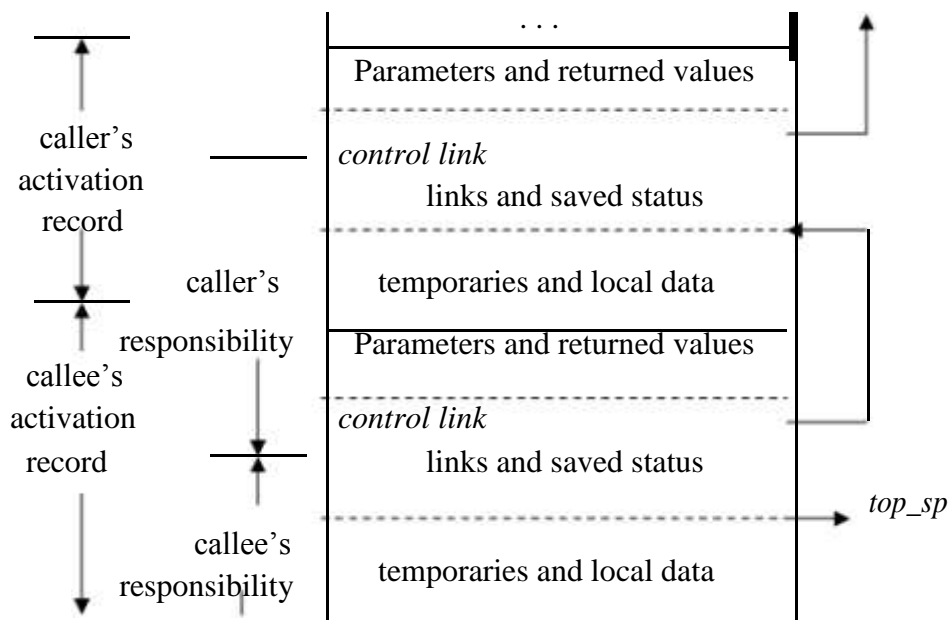 . . .
Parameters and returned values
caller’s
activation
record
control link
links and saved status
caller’s
responsibility
temporaries and local data
Parameters and returned values
callee’s
activation
record
control link
links and saved status
top_sp
callee’s
responsibility
temporaries and local data